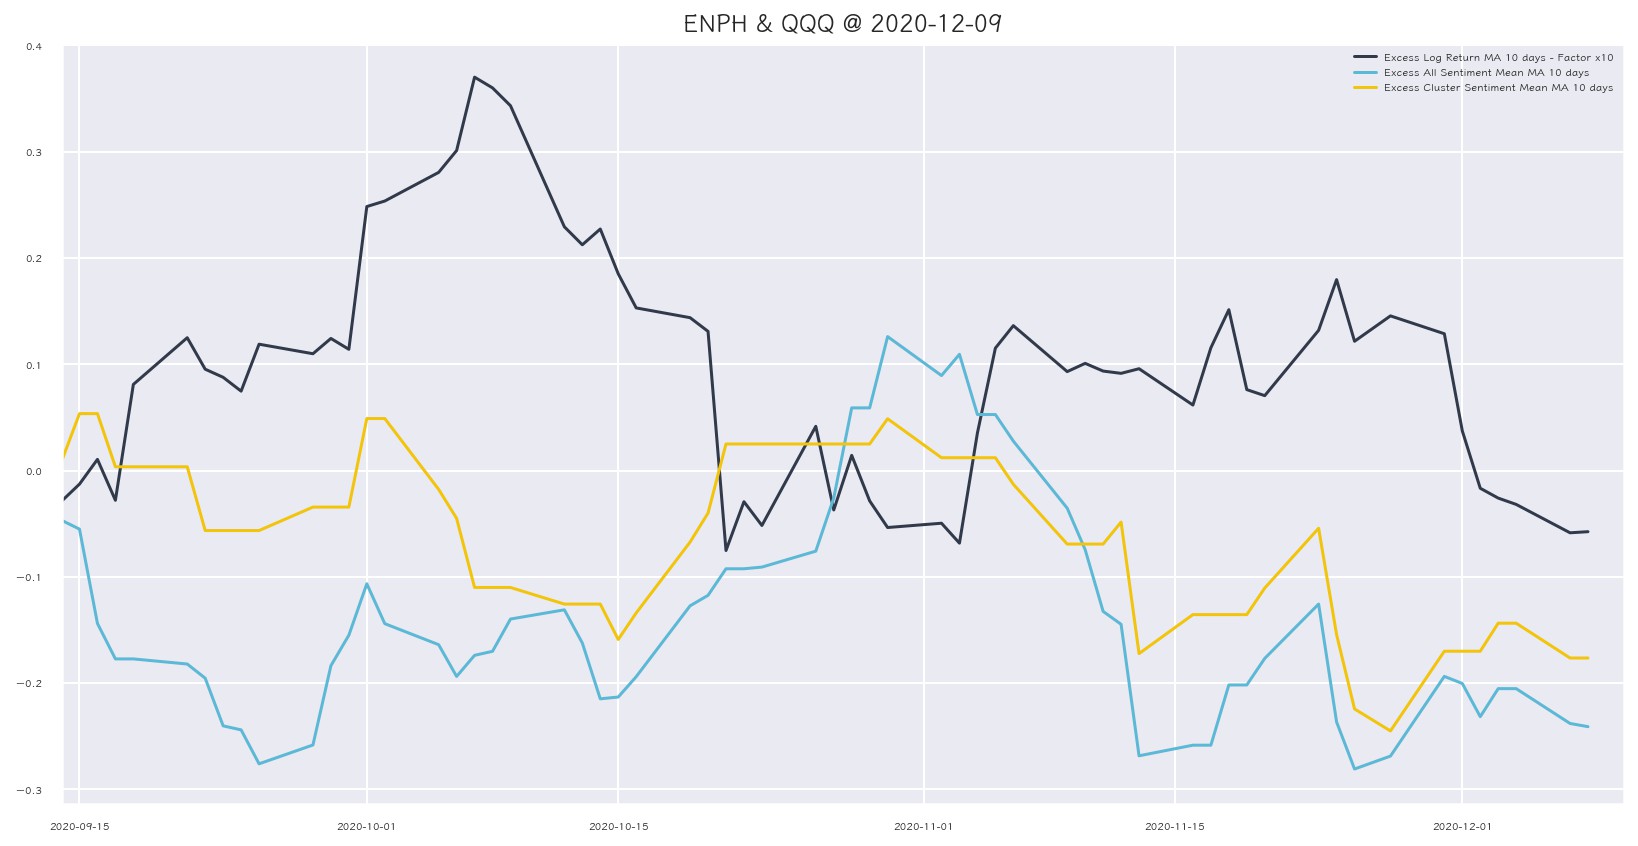 ENPH & QQQ @ 2020-12-09
Excess Log Return MA 10 days - Factor x10
Excess All Sentiment Mean MA 10 days
Excess Cluster Sentiment Mean MA 10 days
0.4
0.3
0.2
0.1
0.0
−0.1
−0.2
−0.3
2020-09-15 2020-10-01 2020-10-15 2020-11-01 2020-11-15 2020-12-01